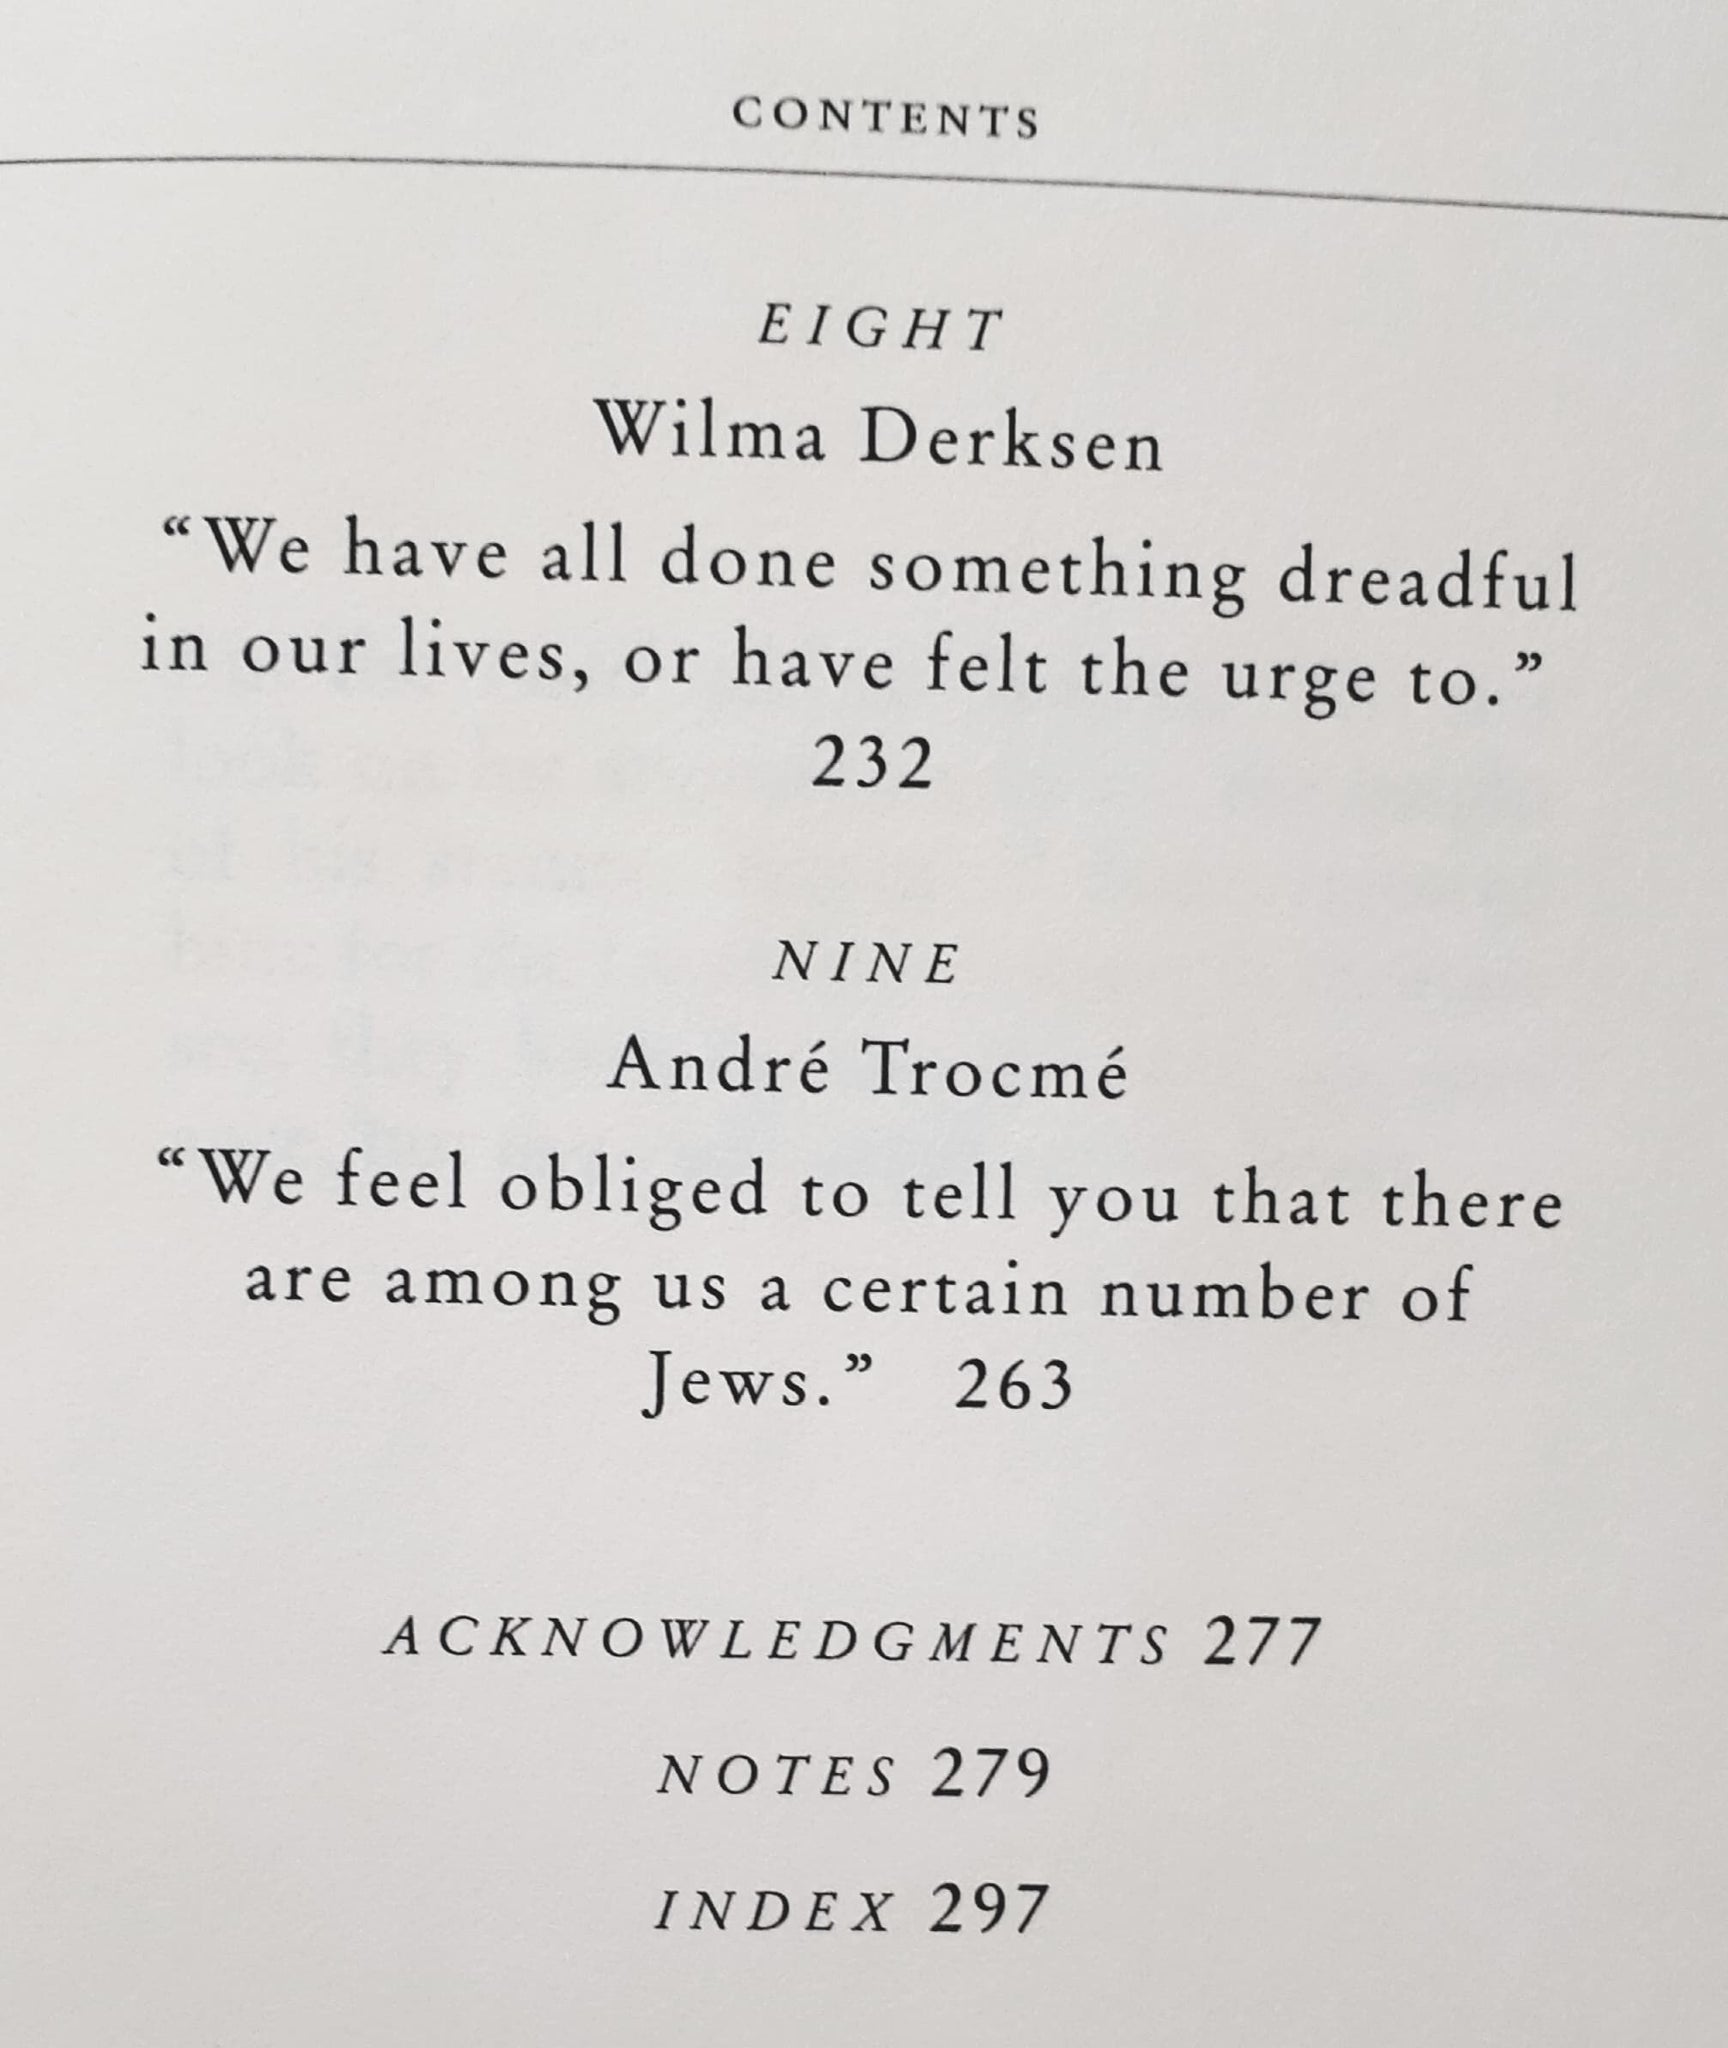 CONTENTS
EIGHT
Wilma Derksen
“We have all done something dreadful
in our lives, or have felt the urge to.”
232
NINE
André Trocmé
“We feel obliged to tell you that there
are among us a certain number of
Jews.” 263
ACKNOWLEDGMENTS 277
NOTES 279
INDEX 297